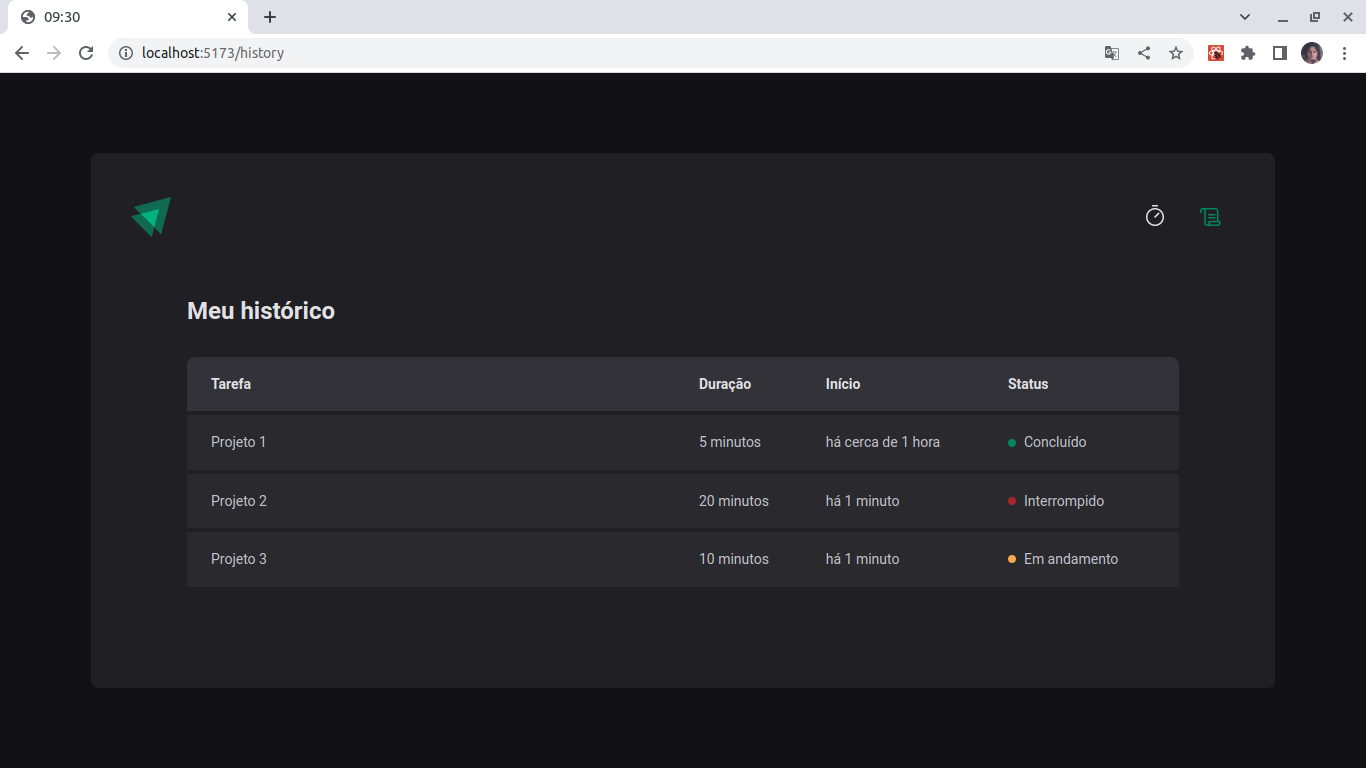 09:30
localhost:5173/history
Meu histórico
Tarefa Duração Início Status
Projeto 1 5 minutos há cerca de 1 hora Concluído
Projeto 2 20 minutos há 1 minuto Interrompido
Projeto 3 10 minutos há 1 minuto Em andamento